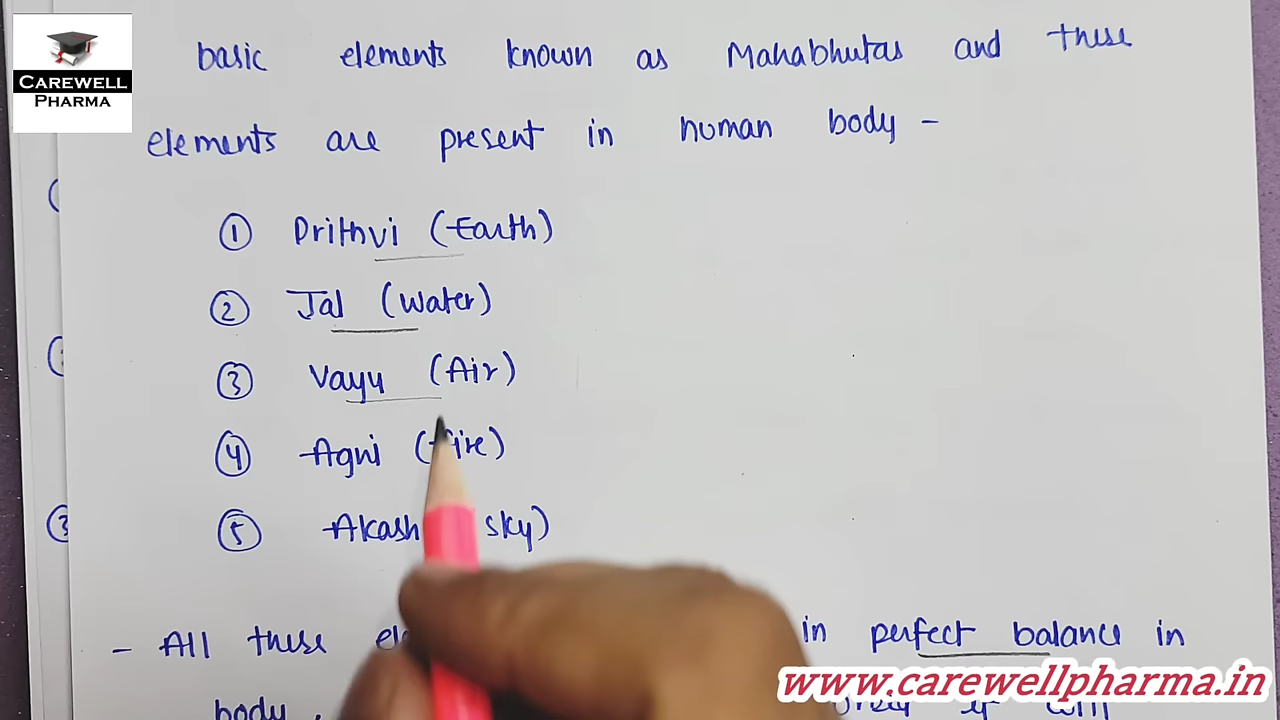 CAREWELL
PHARMA
basic elements known as Mahabhutas and these
elements are present in human body -
① Prithvi (Earth)
② Jal (Water)
③ Vayu (Air)
④ Agni (Fire)
⑤ Akash sky)
- All these in perfect balance in
body
www.carewellpharma.in